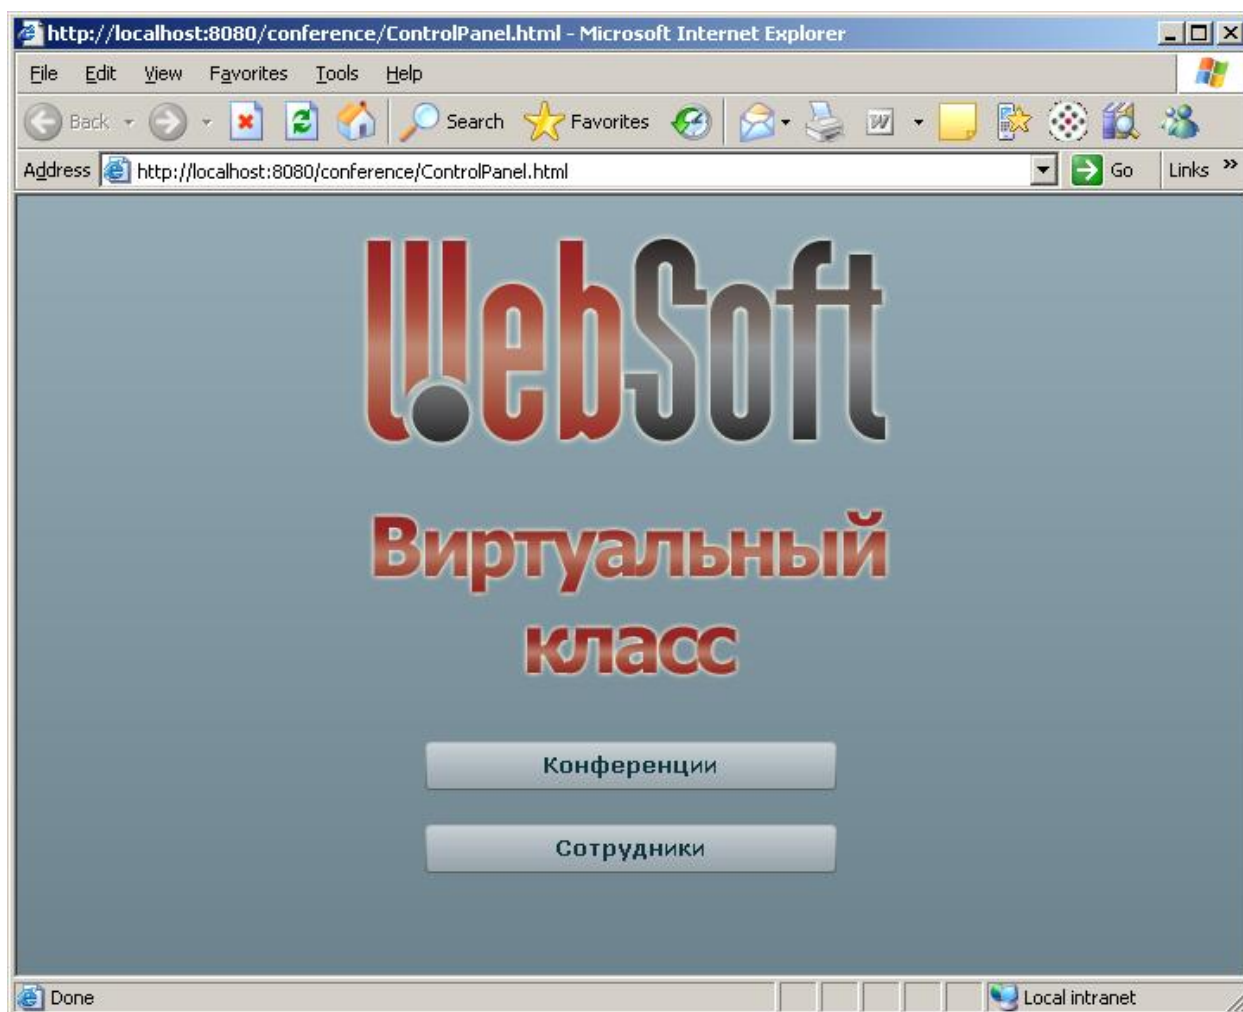 http://localhost:8080/conference/ControlPanel.html - Microsoft Internet Explorer
File Edit View Favorites Tools Help
Back Search Favorites W
Address http://localhost:8080/conference/ControlPanel.html Go Links »
WebSoft
Виртуальный
класс
Конференции
Сотрудники
Done Local intranet